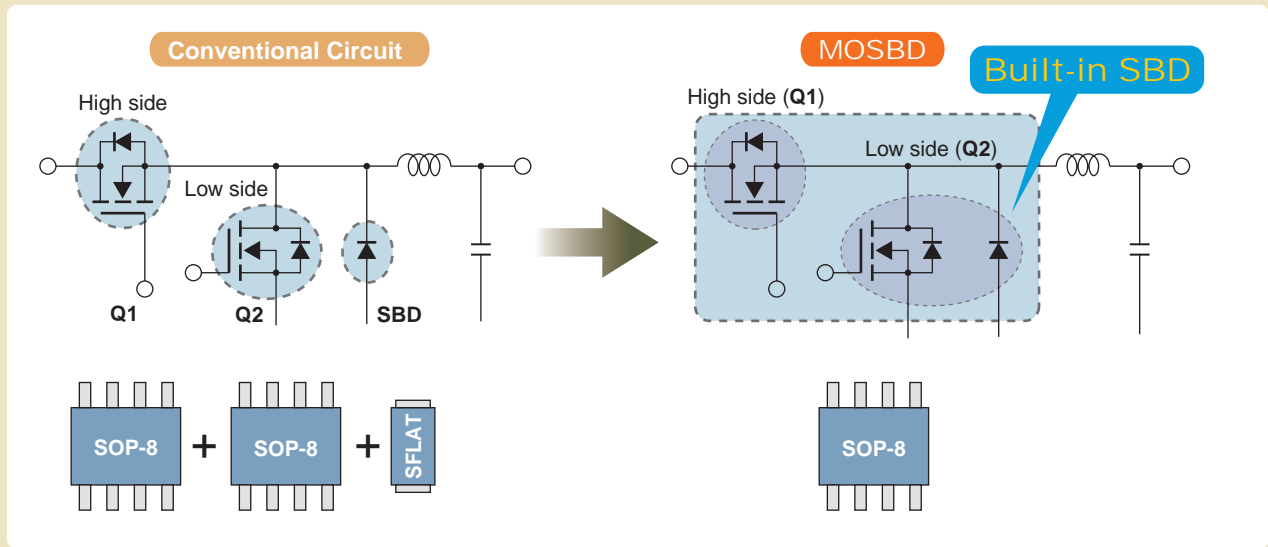 Conventional Circuit
High side
Low side
Q1
Q2
SBD
SOP-8
+
SOP-8
+
SFLAT
MOSBD
Built-in SBD
High side (Q1)
Low side (Q2)
SOP-8